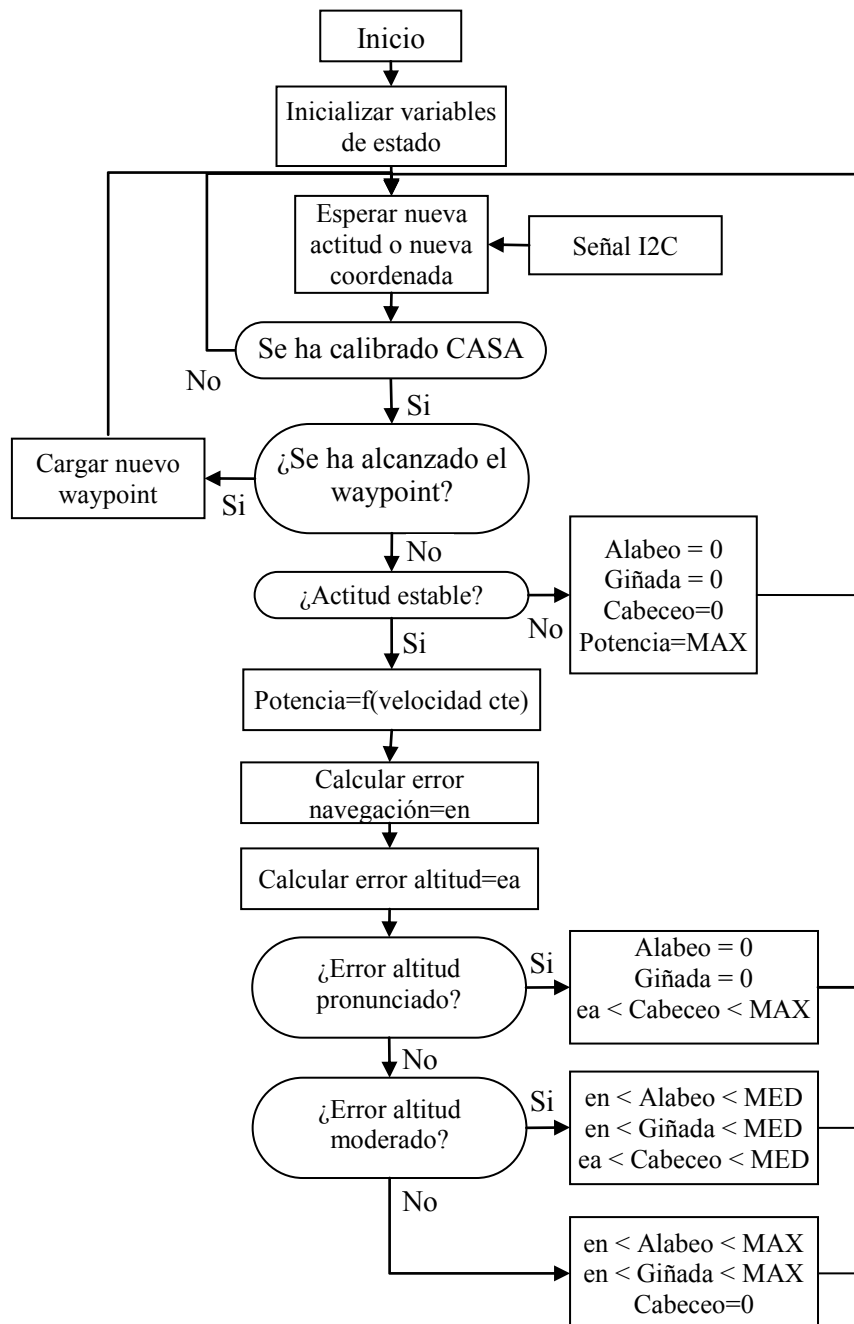 Inicio
Inicializar variables
de estado
Esperar nueva
actitud o nueva
coordenada
Señal I2C
Se ha calibrado CASA
No
Si
¿Se ha alcanzado el
waypoint?
Cargar nuevo
waypoint
Si
No
¿Actitud estable?
No
Alabeo = 0
Giñada = 0
Cabeceo=0
Potencia=MAX
Si
Potencia=f(velocidad cte)
Calcular error
navegación=en
Calcular error altitud=ea
¿Error altitud
pronunciado?
Si
Alabeo = 0
Giñada = 0
ea < Cabeceo < MAX
No
¿Error altitud
moderado?
Si
en < Alabeo < MED
en < Giñada < MED
ea < Cabeceo < MED
No
en < Alabeo < MAX
en < Giñada < MAX
Cabeceo=0